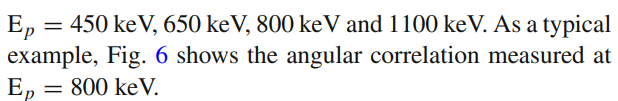 E_p = 450 keV, 650 keV, 800 keV and 1100 keV. As a typical
example, Fig. 6 shows the angular correlation measured at
E_p = 800 keV.